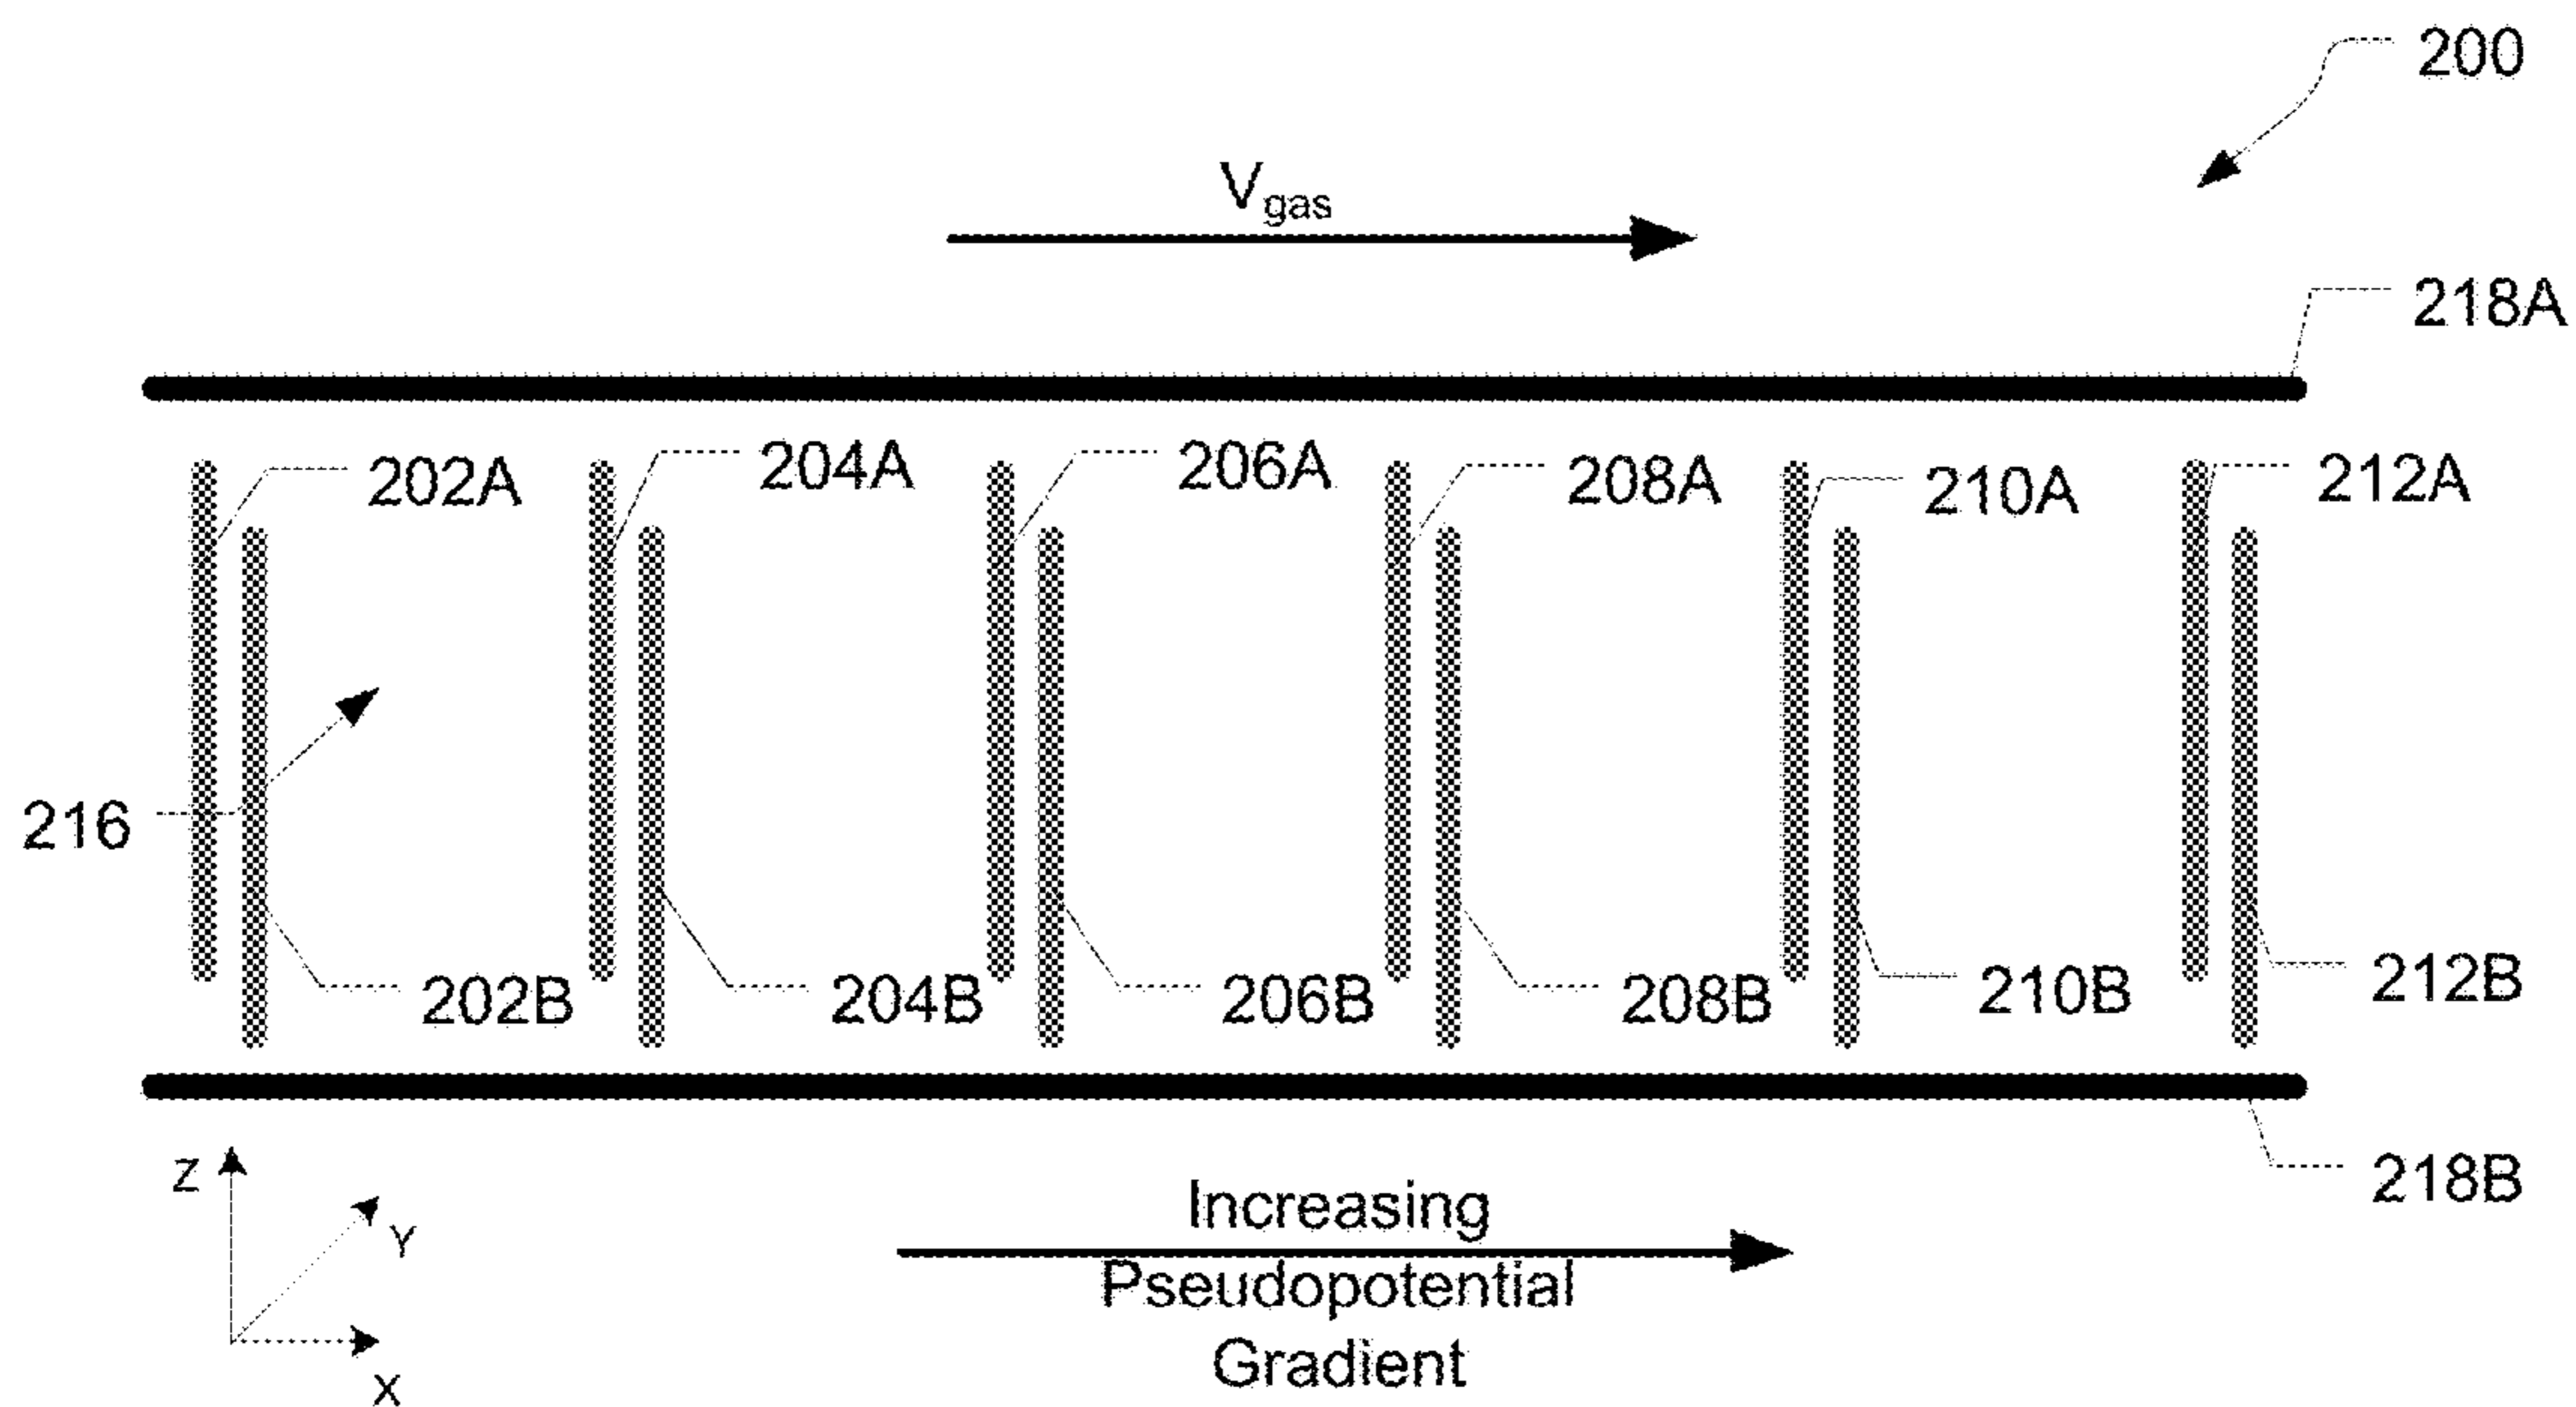 200
Vgas
218A
202A
204A
206A
208A
210A
212A
216
202B
204B
206B
208B
210B
212B
218B
Z
Y
X
Increasing
Pseudopotential
Gradient